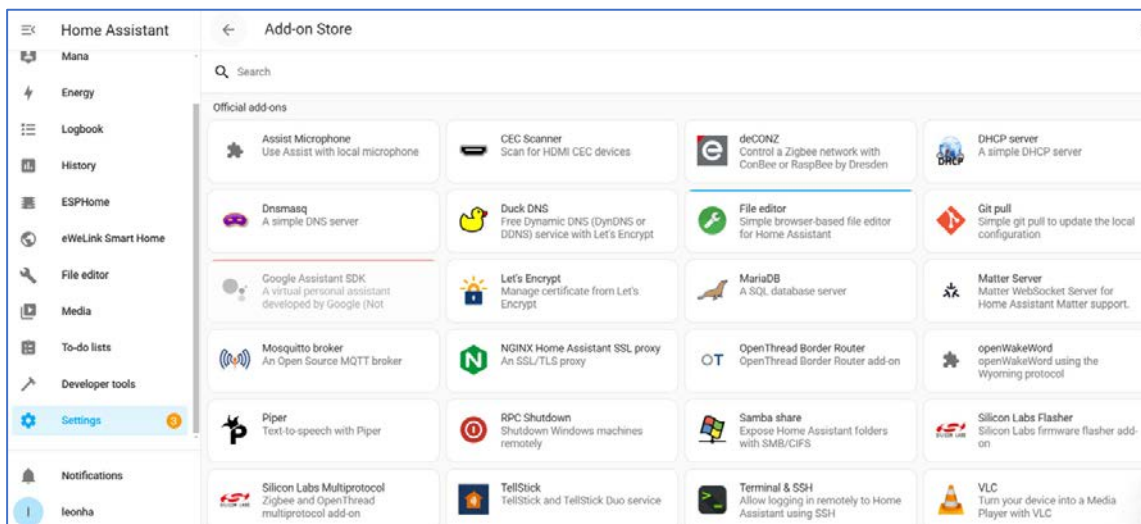 Home Assistant
Add-on Store
Mana
Energy
Logbook
History
ESPHome
eWeLink Smart Home
File editor
Media
To-do lists
Developer tools
Settings
3
Notifications
l
leonha
Search
Official add-ons
Assist Microphone
Use Assist with local microphone
CEC Scanner
Scan for HDMI CEC devices
deCONZ
Control a Zigbee network with
ConBee or RaspBee by Dresden
DHCP
DHCP server
A simple DHCP server
Dnsmasq
A simple DNS server
Duck DNS
Free Dynamic DNS (DynDNS or
DDNS) service with Let's Encrypt
File editor
Simple browser-based file editor
for Home Assistant
Git pull
Simple git pull to update the local
configuration
Google Assistant SDK
A virtual personal assistant
developed by Google (Not
Let's Encrypt
Manage certificate from Let's
Encrypt
MariaDB
A SQL database server
Matter Server
Matter WebSocket Server for
Home Assistant Matter support.
Mosquitto broker
An Open Source MQTT broker
N
NGINX Home Assistant SSL proxy
An SSL/TLS proxy
OT
OpenThread Border Router
OpenThread Border Router add-on
openWakeWord
openWakeWord using the
Wyoming protocol
Piper
Text-to-speech with Piper
RPC Shutdown
Shutdown Windows machines
remotely
Samba share
Expose Home Assistant folders
with SMB/CIFS
SILICON LABS
Silicon Labs Flasher
Silicon Labs firmware flasher add-
on
SILICON LABS
Silicon Labs Multiprotocol
Zigbee and OpenThread
multiprotocol add-on
TellStick
TellStick and TellStick Duo service
Terminal & SSH
Allow logging in remotely to Home
Assistant using SSH
VLC
Turn your device into a Media
Player with VLC